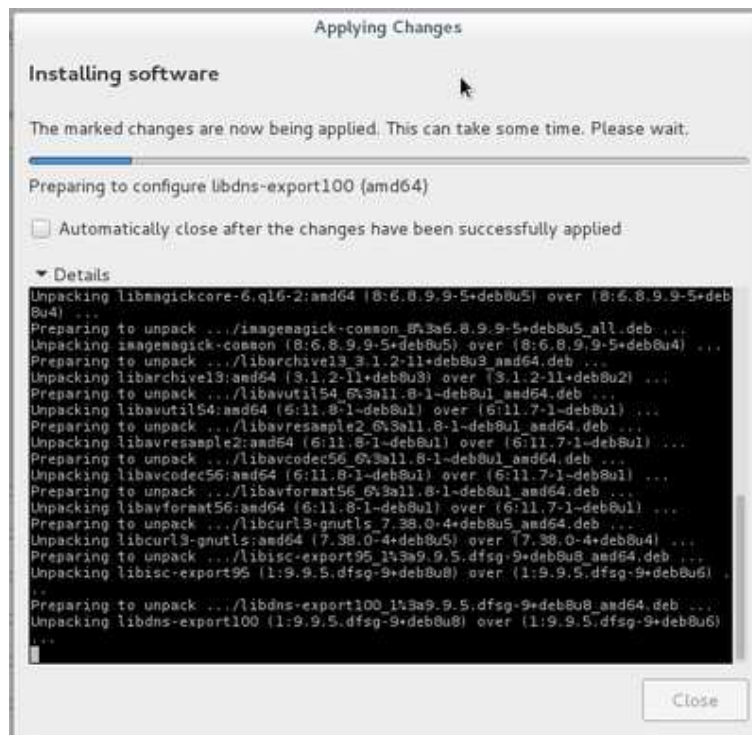 Applying Changes
Installing software
The marked changes are now being applied. This can take some time. Please wait.
Preparing to configure libdns-export100 (amd64)
Automatically close after the changes have been successfully applied
Details
Unpacking libmagickcore-6.q16-2:amd64 (8:6.8.9.9-5+deb8u5) over (8:6.8.9.9-5+deb
8u4) ...
Preparing to unpack .../imagemagick-common_8%3a6.8.9.9-5+deb8u5_all.deb ...
Unpacking imagemagick-common (8:6.8.9.9-5+deb8u5) over (8:6.8.9.9-5+deb8u4) ...
Preparing to unpack .../libarchive13_3.1.2-11+deb8u3_amd64.deb ...
Unpacking libarchive13:amd64 (3.1.2-11+deb8u3) over (3.1.2-11+deb8u2) ...
Preparing to unpack .../libavutil54_6%3a11.8-1~deb8u1_amd64.deb ...
Unpacking libavutil54:amd64 (6:11.8-1~deb8u1) over (6:11.7-1~deb8u1) ...
Preparing to unpack .../libavresample2_6%3a11.8-1~deb8u1_amd64.deb ...
Unpacking libavresample2:amd64 (6:11.8-1~deb8u1) over (6:11.7-1~deb8u1) ...
Preparing to unpack .../libavcodec56_6%3a11.8-1~deb8u1_amd64.deb ...
Unpacking libavcodec56:amd64 (6:11.8-1~deb8u1) over (6:11.7-1~deb8u1) ...
Preparing to unpack .../libavformat56_6%3a11.8-1~deb8u1_amd64.deb ...
Unpacking libavformat56:amd64 (6:11.8-1~deb8u1) over (6:11.7-1~deb8u1) ...
Preparing to unpack .../libcurl3-gnutls_7.38.0-4+deb8u5_amd64.deb ...
Unpacking libcurl3-gnutls:amd64 (7.38.0-4+deb8u5) over (7.38.0-4+deb8u4) ...
Preparing to unpack .../libisc-export95_1%3a9.9.5.dfsg-9+deb8u8_amd64.deb ...
Unpacking libisc-export95 (1:9.9.5.dfsg-9+deb8u8) over (1:9.9.5.dfsg-9+deb8u6) .
..
Preparing to unpack .../libdns-export100_1%3a9.9.5.dfsg-9+deb8u8_amd64.deb ...
Unpacking libdns-export100 (1:9.9.5.dfsg-9+deb8u8) over (1:9.9.5.dfsg-9+deb8u6)
...
Close